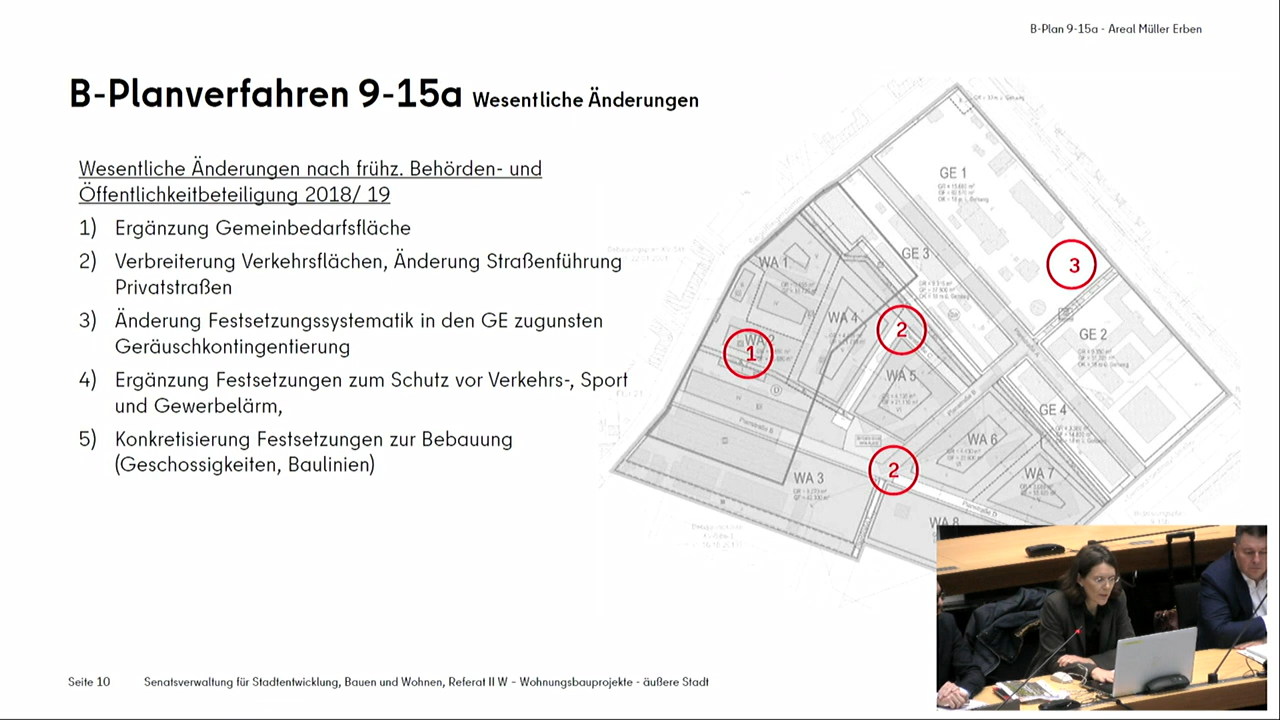 B-Plan 9-15a - Areal Müller Erben
B-Planverfahren 9-15a Wesentliche Änderungen
Wesentliche Änderungen nach frühz. Behörden- und
Öffentlichkeitbeteiligung 2018/ 19
1) Ergänzung Gemeinbedarfsfläche
2) Verbreiterung Verkehrsflächen, Änderung Straßenführung
Privatstraßen
3) Änderung Festsetzungssystematik in den GE zugunsten
Geräuschkontingentierung
4) Ergänzung Festsetzungen zum Schutz vor Verkehrs-, Sport
und Gewerbelärm,
5) Konkretisierung Festsetzungen zur Bebauung
(Geschossigkeiten, Baulinien)
GE 1
GE 3
3
WA 1
WA 4
2
GE 2
WA 2
1
WA 5
GE 4
WA 6
2
WA 7
WA 3
WA 8
Seite 10 Senatsverwaltung für Stadtentwicklung, Bauen und Wohnen, Referat II W - Wohnungsbauprojekte - äußere Stadt